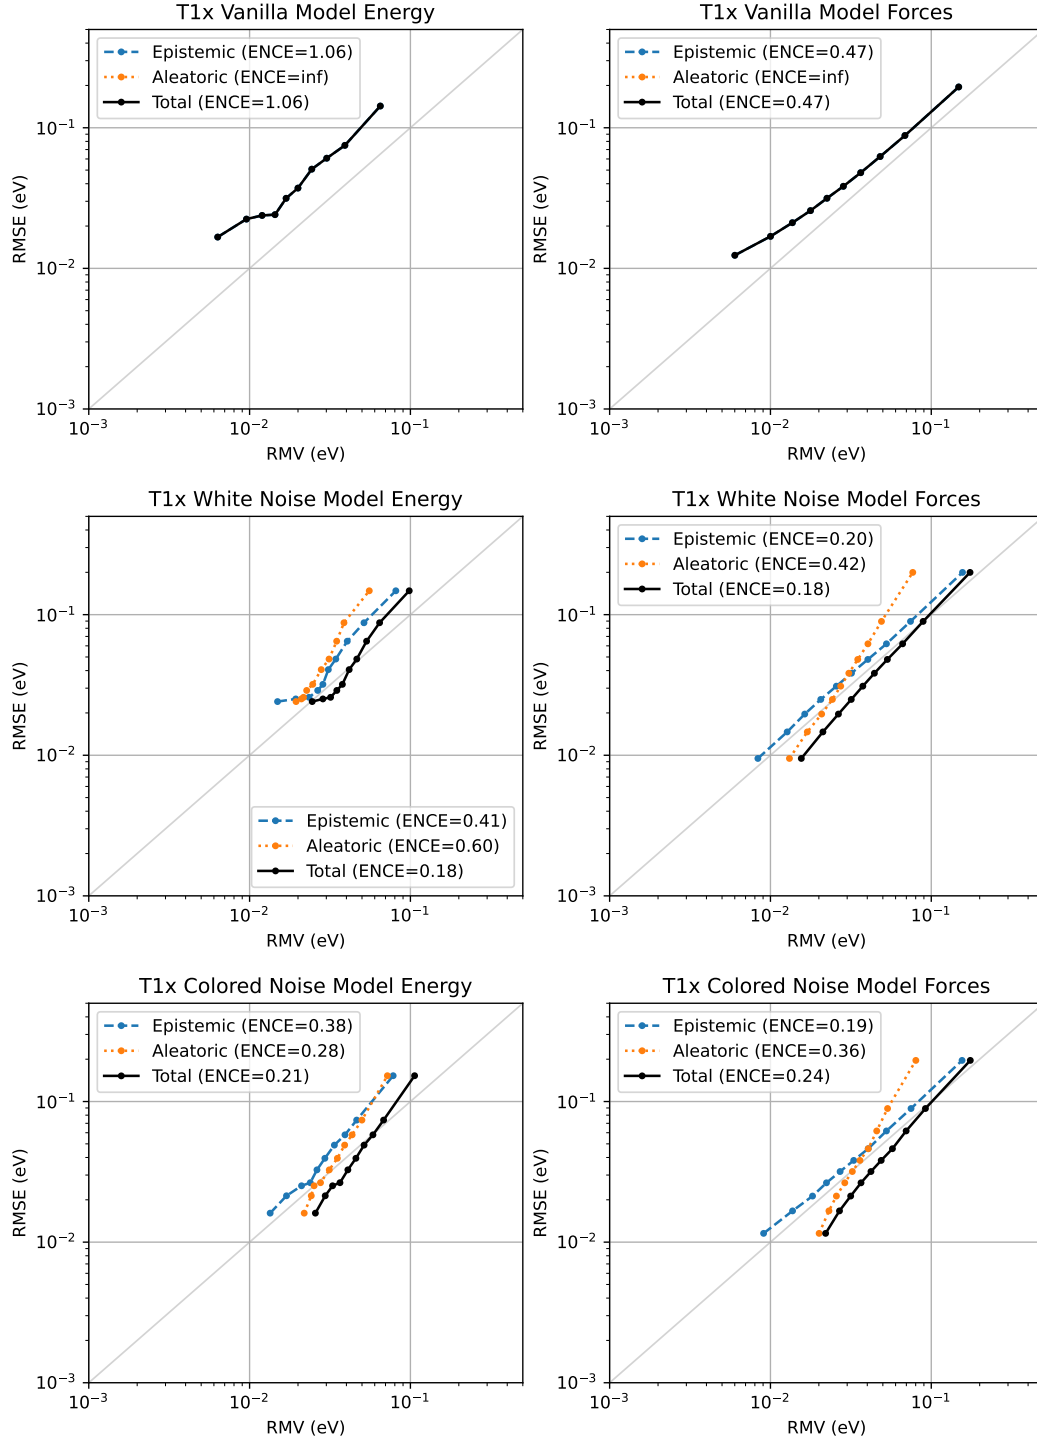 T1x Vanilla Model Energy
Epistemic (ENCE=1.06)
Aleatoric (ENCE=inf)
Total (ENCE=1.06)
RMSE (eV)
10⁻¹
10⁻²
10⁻³
10⁻³ 10⁻² 10⁻¹
RMV (eV)
T1x Vanilla Model Forces
Epistemic (ENCE=0.47)
Aleatoric (ENCE=inf)
Total (ENCE=0.47)
RMSE (eV)
10⁻¹
10⁻²
10⁻³
10⁻³ 10⁻² 10⁻¹
RMV (eV)
T1x White Noise Model Energy
RMSE (eV)
10⁻¹
10⁻²
10⁻³
Epistemic (ENCE=0.41)
Aleatoric (ENCE=0.60)
Total (ENCE=0.18)
10⁻³ 10⁻² 10⁻¹
RMV (eV)
T1x White Noise Model Forces
Epistemic (ENCE=0.20)
Aleatoric (ENCE=0.42)
Total (ENCE=0.18)
RMSE (eV)
10⁻¹
10⁻²
10⁻³
10⁻³ 10⁻² 10⁻¹
RMV (eV)
T1x Colored Noise Model Energy
Epistemic (ENCE=0.38)
Aleatoric (ENCE=0.28)
Total (ENCE=0.21)
RMSE (eV)
10⁻¹
10⁻²
10⁻³
10⁻³ 10⁻² 10⁻¹
RMV (eV)
T1x Colored Noise Model Forces
Epistemic (ENCE=0.19)
Aleatoric (ENCE=0.36)
Total (ENCE=0.24)
RMSE (eV)
10⁻¹
10⁻²
10⁻³
10⁻³ 10⁻² 10⁻¹
RMV (eV)